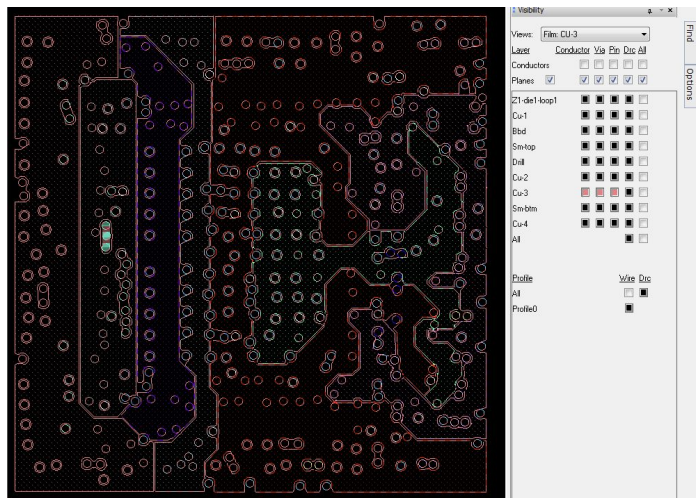 Visibility
Views: Film: CU-3
Layer Conductor Via Pin Drc All
Conductors
Planes
Z1-die1-loop1
Cu-1
Bbd
Sm-top
Drill
Cu-2
Cu-3
Sm-btm
Cu-4
All
Profile Wire Drc
All
Profile0
Find
Options